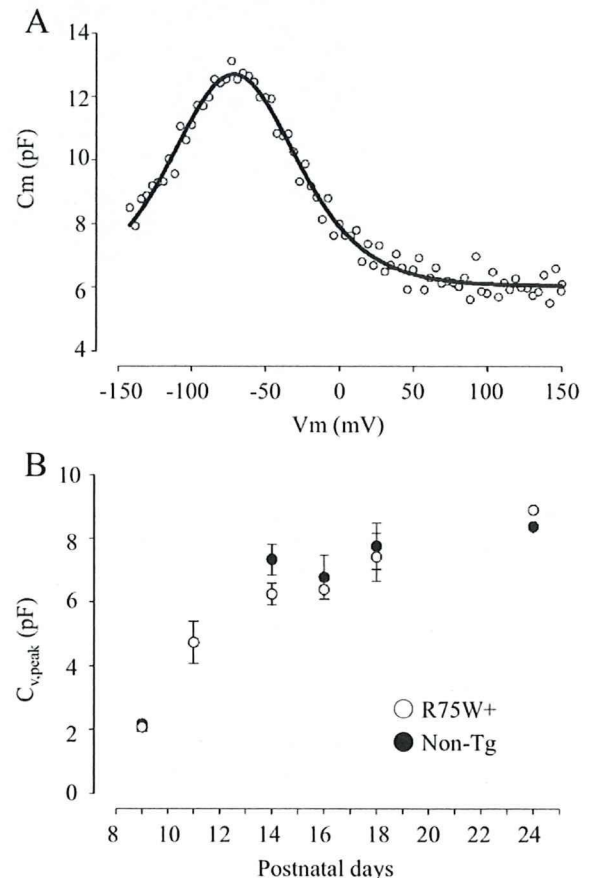 A
14
12
10
8
6
4
Cm (pF)
-150 -100 -50 0 50 100 150
Vm (mV)
B
10
8
6
4
2
0
Cv,peak (pF)
R75W+
Non-Tg
8 10 12 14 16 18 20 22 24
Postnatal days